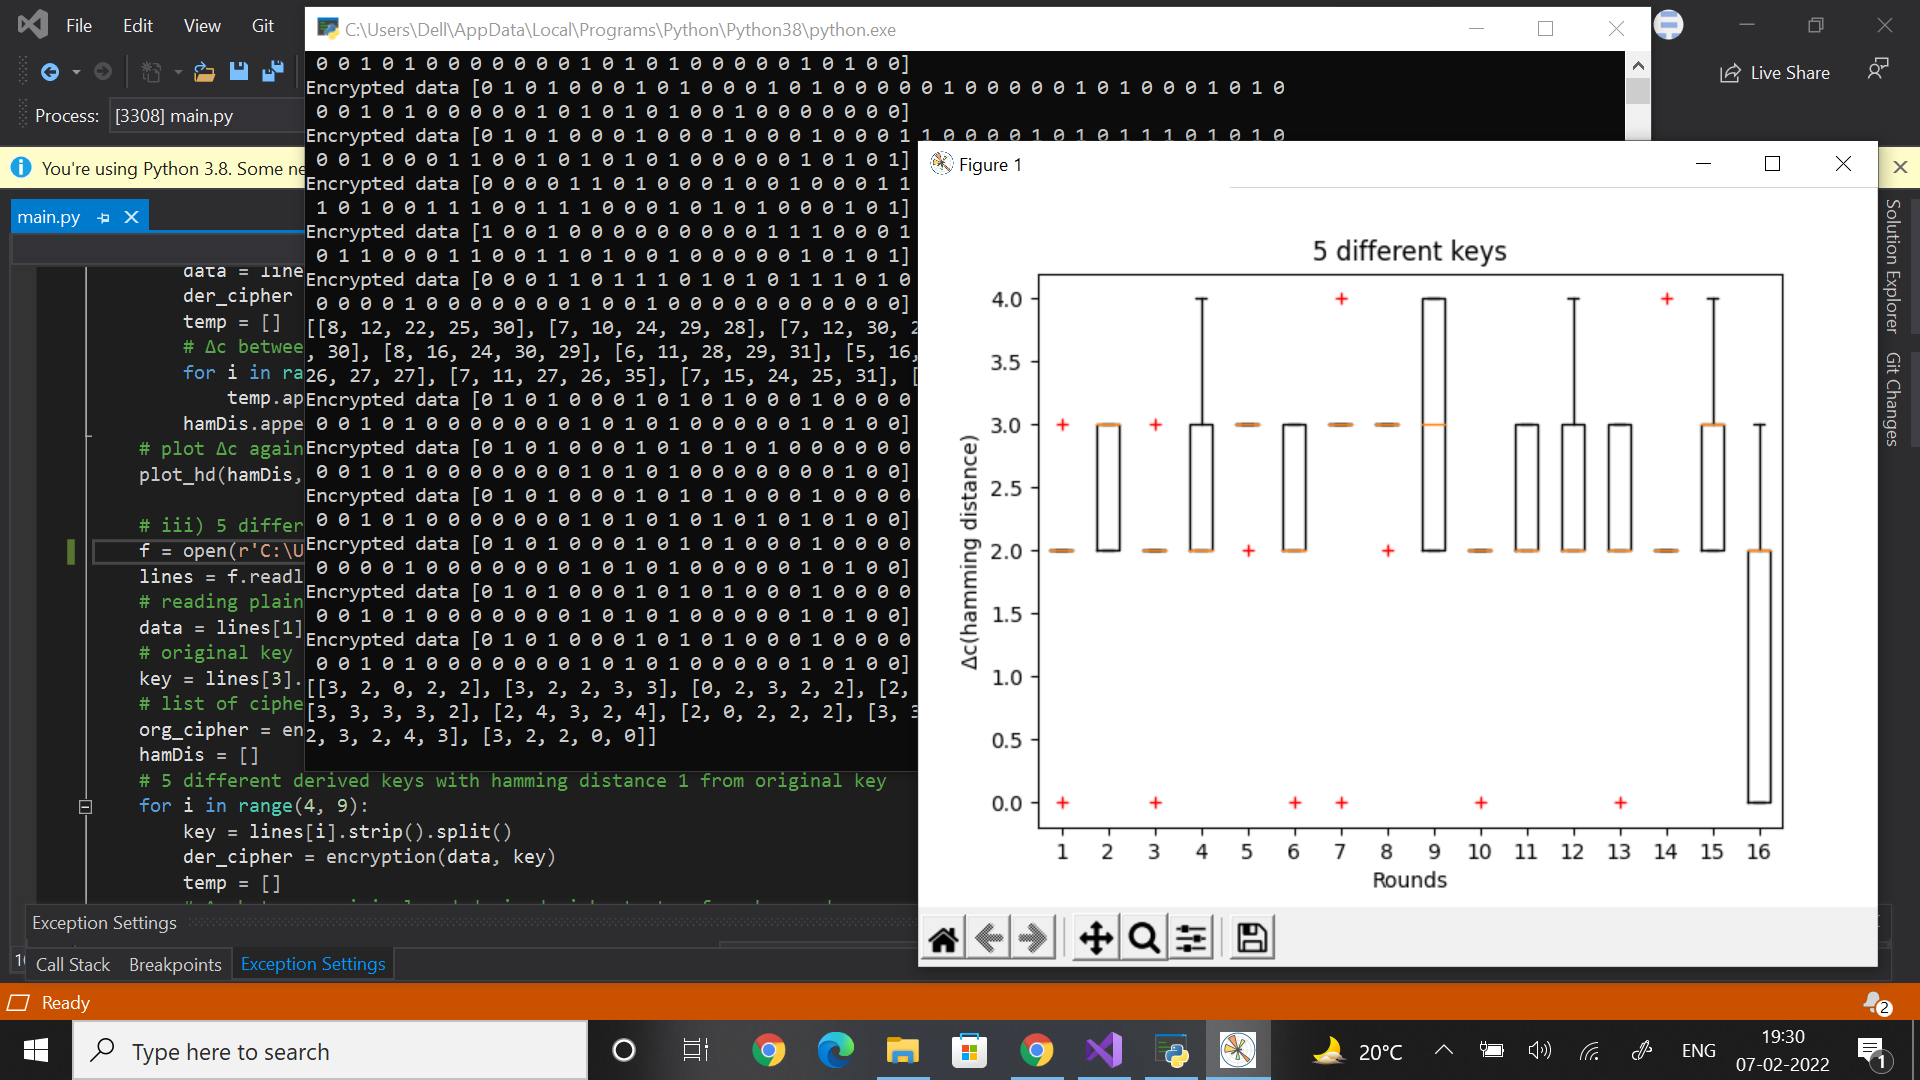 File Edit View Git
C:\Users\Dell\AppData\Local\Programs\Python\Python38\python.exe
Live Share
Process: [3308] main.py
You're using Python 3.8. Some ne
main.py
data = line
der_cipher
temp = []
# Δc betwee
for i in ra
temp.ap
hamDis.appe
# plot Δc again
plot_hd(hamDis,
# iii) 5 differ
f = open(r'C:\U
lines = f.readl
# reading plain
data = lines[1]
# original key
key = lines[3].
# list of ciphe
org_cipher = en
hamDis = []
# 5 different derived keys with hamming distance 1 from original key
for i in range(4, 9):
key = lines[i].strip().split()
der_cipher = encryption(data, key)
temp = []
0 0 1 0 1 0 0 0 0 0 0 0 1 0 1 0 1 0 0 0 0 0 1 0 1 0 0]
Encrypted data [0 1 0 1 0 0 0 1 0 1 0 0 0 1 0 1 0 0 0 0 0 1 0 0 0 0 0 1 0 1 0 0 0 1 0 1 0
0 0 1 0 1 0 0 0 0 0 1 0 1 0 1 0 1 0 0 1 0 0 0 0 0 0 0]
Encrypted data [0 1 0 1 0 0 0 1 0 0 0 1 0 0 0 1 0 0 0 1 1 0 0 0 0 1 0 1 0 1 1 1 0 1 0 1 0
0 0 1 0 0 0 1 1 0 0 1 0 1 0 1 0 1 0 0 0 0 0 1 0 1 0 1]
Encrypted data [0 0 0 0 1 1 0 1 0 0 0 1 0 0 1 0 0 0 1 1
1 0 1 0 0 1 1 1 0 0 1 1 1 0 0 0 1 0 1 0 1 0 0 0 1 0 1]
Encrypted data [1 0 0 1 0 0 0 0 0 0 0 0 0 1 1 1 0 0 0 1
0 1 1 0 0 0 1 1 0 0 1 1 0 1 0 0 1 0 0 0 0 0 1 0 1 0 1]
Encrypted data [0 0 0 1 1 0 1 1 1 0 1 0 1 0 1 1 1 0 1 0
0 0 0 0 1 0 0 0 0 0 0 0 1 0 0 1 0 0 0 0 0 0 0 0 0 0 0]
[[8, 12, 22, 25, 30], [7, 10, 24, 29, 28], [7, 12, 30, 2
, 30], [8, 16, 24, 30, 29], [6, 11, 28, 29, 31], [5, 16,
26, 27, 27], [7, 11, 27, 26, 35], [7, 15, 24, 25, 31], [
Encrypted data [0 1 0 1 0 0 0 1 0 1 0 1 0 0 0 1 0 0 0 0
0 0 1 0 1 0 0 0 0 0 0 0 1 0 1 0 1 0 0 0 0 0 1 0 1 0 0]
Encrypted data [0 1 0 1 0 0 0 1 0 1 0 1 0 1 0 0 0 0 0 0
0 0 1 0 1 0 0 0 0 0 0 0 1 0 1 0 1 0 0 0 0 0 0 0 1 0 0]
Encrypted data [0 1 0 1 0 0 0 1 0 1 0 1 0 0 0 1 0 0 0 0
0 0 1 0 1 0 0 0 0 0 0 0 1 0 1 0 1 0 1 0 1 0 1 0 1 0 0]
Encrypted data [0 1 0 1 0 0 0 1 0 1 0 1 0 0 0 1 0 0 0 0
0 0 0 0 1 0 0 0 0 0 0 0 1 0 1 0 1 0 0 0 0 0 1 0 1 0 0]
Encrypted data [0 1 0 1 0 0 0 1 0 1 0 1 0 0 0 1 0 0 0 0
0 0 1 0 1 0 0 0 0 0 0 0 1 0 1 0 1 0 0 0 0 0 1 0 1 0 0]
Encrypted data [0 1 0 1 0 0 0 1 0 1 0 1 0 0 0 1 0 0 0 0
0 0 1 0 1 0 0 0 0 0 0 0 1 0 1 0 1 0 0 0 0 0 1 0 1 0 0]
[[3, 2, 0, 2, 2], [3, 2, 2, 3, 3], [0, 2, 3, 2, 2], [2,
[3, 3, 3, 3, 2], [2, 4, 3, 2, 4], [2, 0, 2, 2, 2], [3, 3
2, 3, 2, 4, 3], [3, 2, 2, 0, 0]]
Figure 1
5 different keys
4.0
3.5
3.0
2.5
2.0
1.5
1.0
0.5
0.0
Δc(hamming distance)
1 2 3 4 5 6 7 8 9 10 11 12 13 14 15 16
Rounds
Solution Explorer
Git Changes
Exception Settings
Call Stack Breakpoints Exception Settings
Ready
2
Type here to search
20°C
ENG
19:30
07-02-2022
1